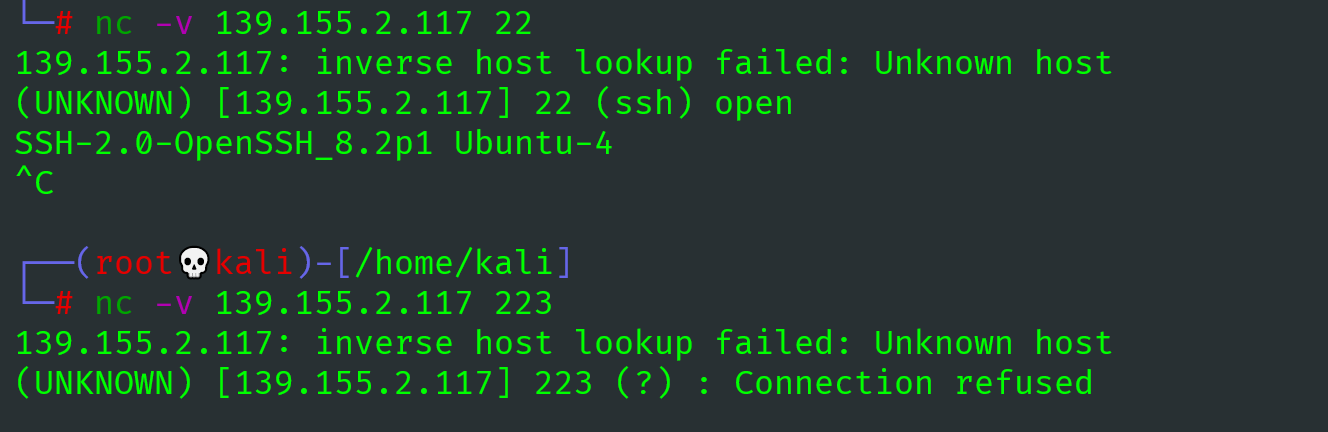 └─# nc -v 139.155.2.117 22
139.155.2.117: inverse host lookup failed: Unknown host
(UNKNOWN) [139.155.2.117] 22 (ssh) open
SSH-2.0-OpenSSH_8.2p1 Ubuntu-4
^C
┌──(root💀kali)-[/home/kali]
└─# nc -v 139.155.2.117 223
139.155.2.117: inverse host lookup failed: Unknown host
(UNKNOWN) [139.155.2.117] 223 (?) : Connection refused